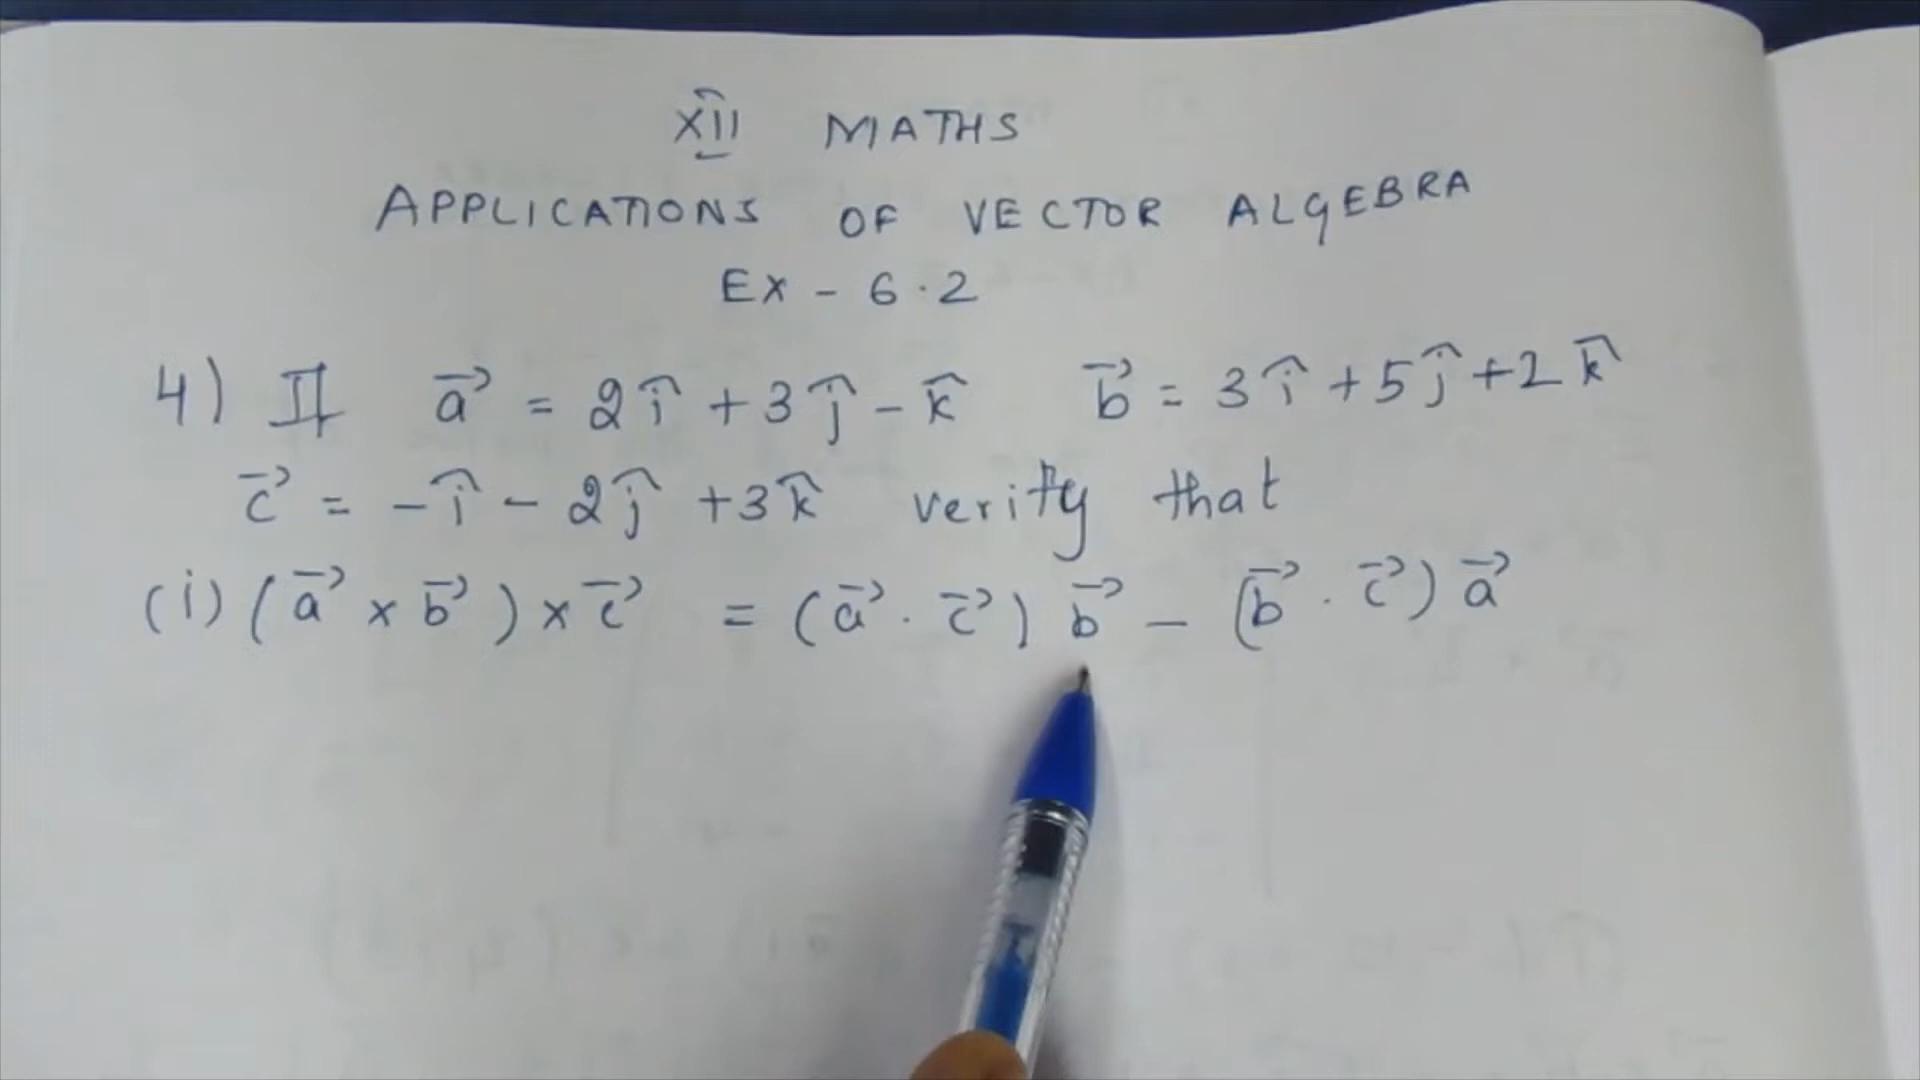 XII MATHS
APPLICATIONS OF VECTOR ALGEBRA
EX - 6.2
4) If a⃗ = 2î + 3ĵ - k̂ b⃗ = 3î + 5ĵ + 2k̂
c⃗ = -î - 2ĵ + 3k̂ verify that
(i) (a⃗ × b⃗) × c⃗ = (a⃗ · c⃗) b⃗ - (b⃗ · c⃗) a⃗